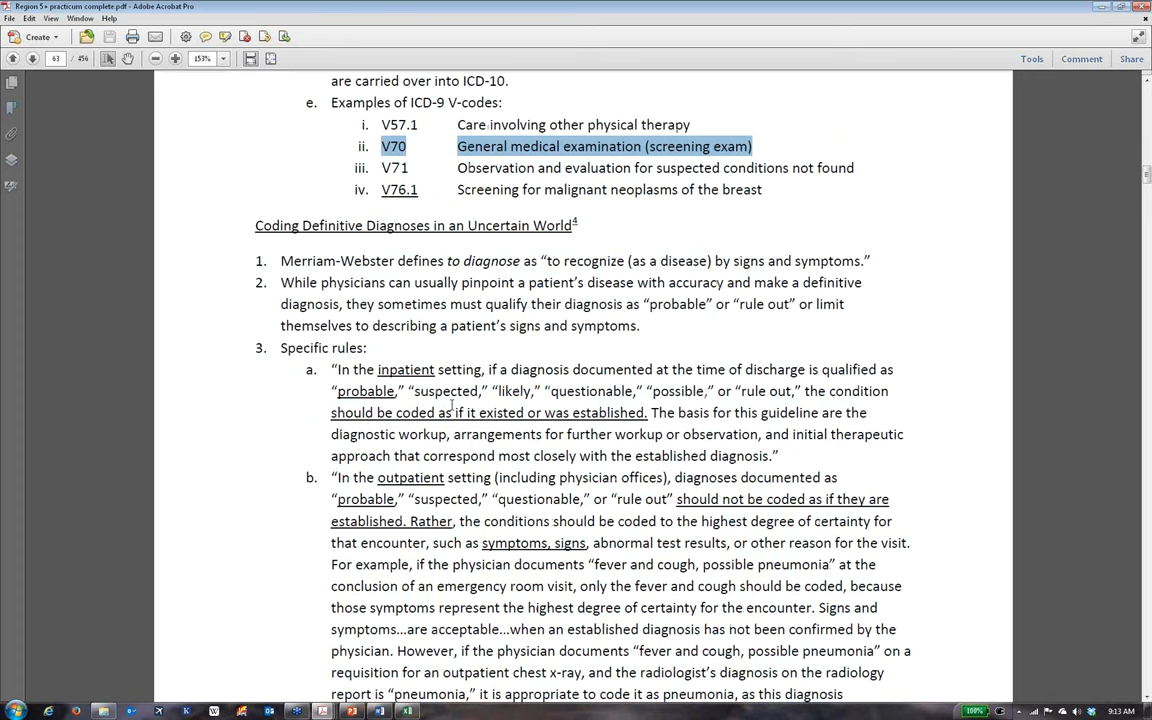 Region 5+ practicum complete.pdf - Adobe Acrobat Pro
File Edit View Window Help
Create
63 / 456 153% Tools Comment Share
are carried over into ICD-10.
e. Examples of ICD-9 V-codes:
i. V57.1 Care involving other physical therapy
ii. V70 General medical examination (screening exam)
iii. V71 Observation and evaluation for suspected conditions not found
iv. V76.1 Screening for malignant neoplasms of the breast
Coding Definitive Diagnoses in an Uncertain World4
1. Merriam-Webster defines to diagnose as “to recognize (as a disease) by signs and symptoms.”
2. While physicians can usually pinpoint a patient’s disease with accuracy and make a definitive
diagnosis, they sometimes must qualify their diagnosis as “probable” or “rule out” or limit
themselves to describing a patient’s signs and symptoms.
3. Specific rules:
a. “In the inpatient setting, if a diagnosis documented at the time of discharge is qualified as
“probable,” “suspected,” “likely,” “questionable,” “possible,” or “rule out,” the condition
should be coded as if it existed or was established. The basis for this guideline are the
diagnostic workup, arrangements for further workup or observation, and initial therapeutic
approach that correspond most closely with the established diagnosis.”
b. “In the outpatient setting (including physician offices), diagnoses documented as
“probable,” “suspected,” “questionable,” or “rule out” should not be coded as if they are
established. Rather, the conditions should be coded to the highest degree of certainty for
that encounter, such as symptoms, signs, abnormal test results, or other reason for the visit.
For example, if the physician documents “fever and cough, possible pneumonia” at the
conclusion of an emergency room visit, only the fever and cough should be coded, because
those symptoms represent the highest degree of certainty for the encounter. Signs and
symptoms…are acceptable…when an established diagnosis has not been confirmed by the
physician. However, if the physician documents “fever and cough, possible pneumonia” on a
requisition for an outpatient chest x-ray, and the radiologist’s diagnosis on the radiology
report is “pneumonia,” it is appropriate to code it as pneumonia, as this diagnosis
100% 9:13 AM